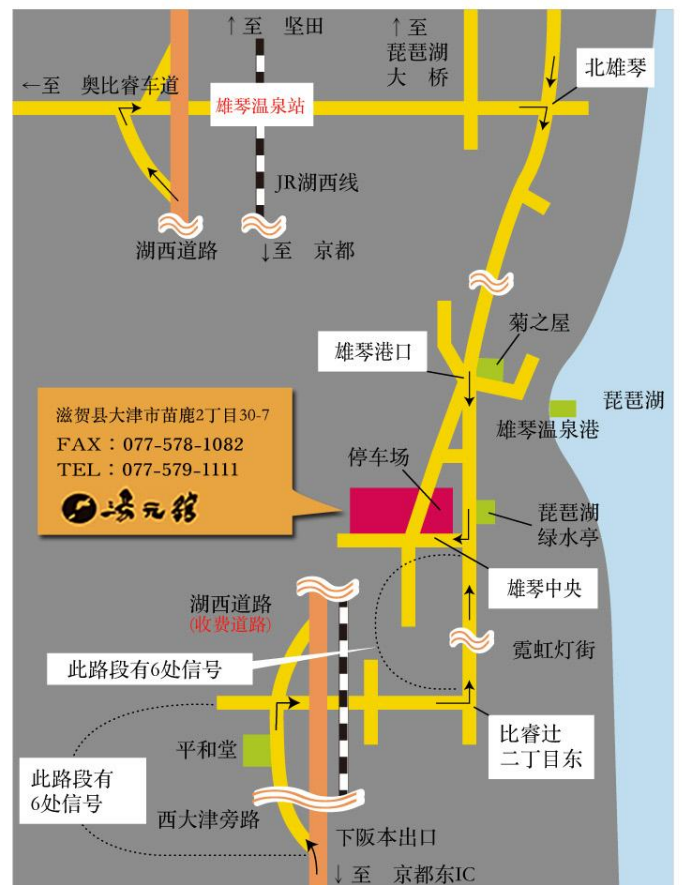 ↑至 坚田
↑至
琵琶湖
大 桥
北雄琴
←至 奥比睿车道
雄琴温泉站
JR湖西线
湖西道路
↓至 京都
菊之屋
雄琴港口
琵琶湖
雄琴温泉港
滋贺县大津市苗鹿2丁目30-7
FAX：077-578-1082
TEL：077-579-1111
湯元舘
停车场
琵琶湖
绿水亭
雄琴中央
湖西道路
(收费道路)
霓虹灯街
此路段有6处信号
比睿辻
二丁目东
平和堂
此路段有
6处信号
西大津旁路
下阪本出口
↓至 京都东IC